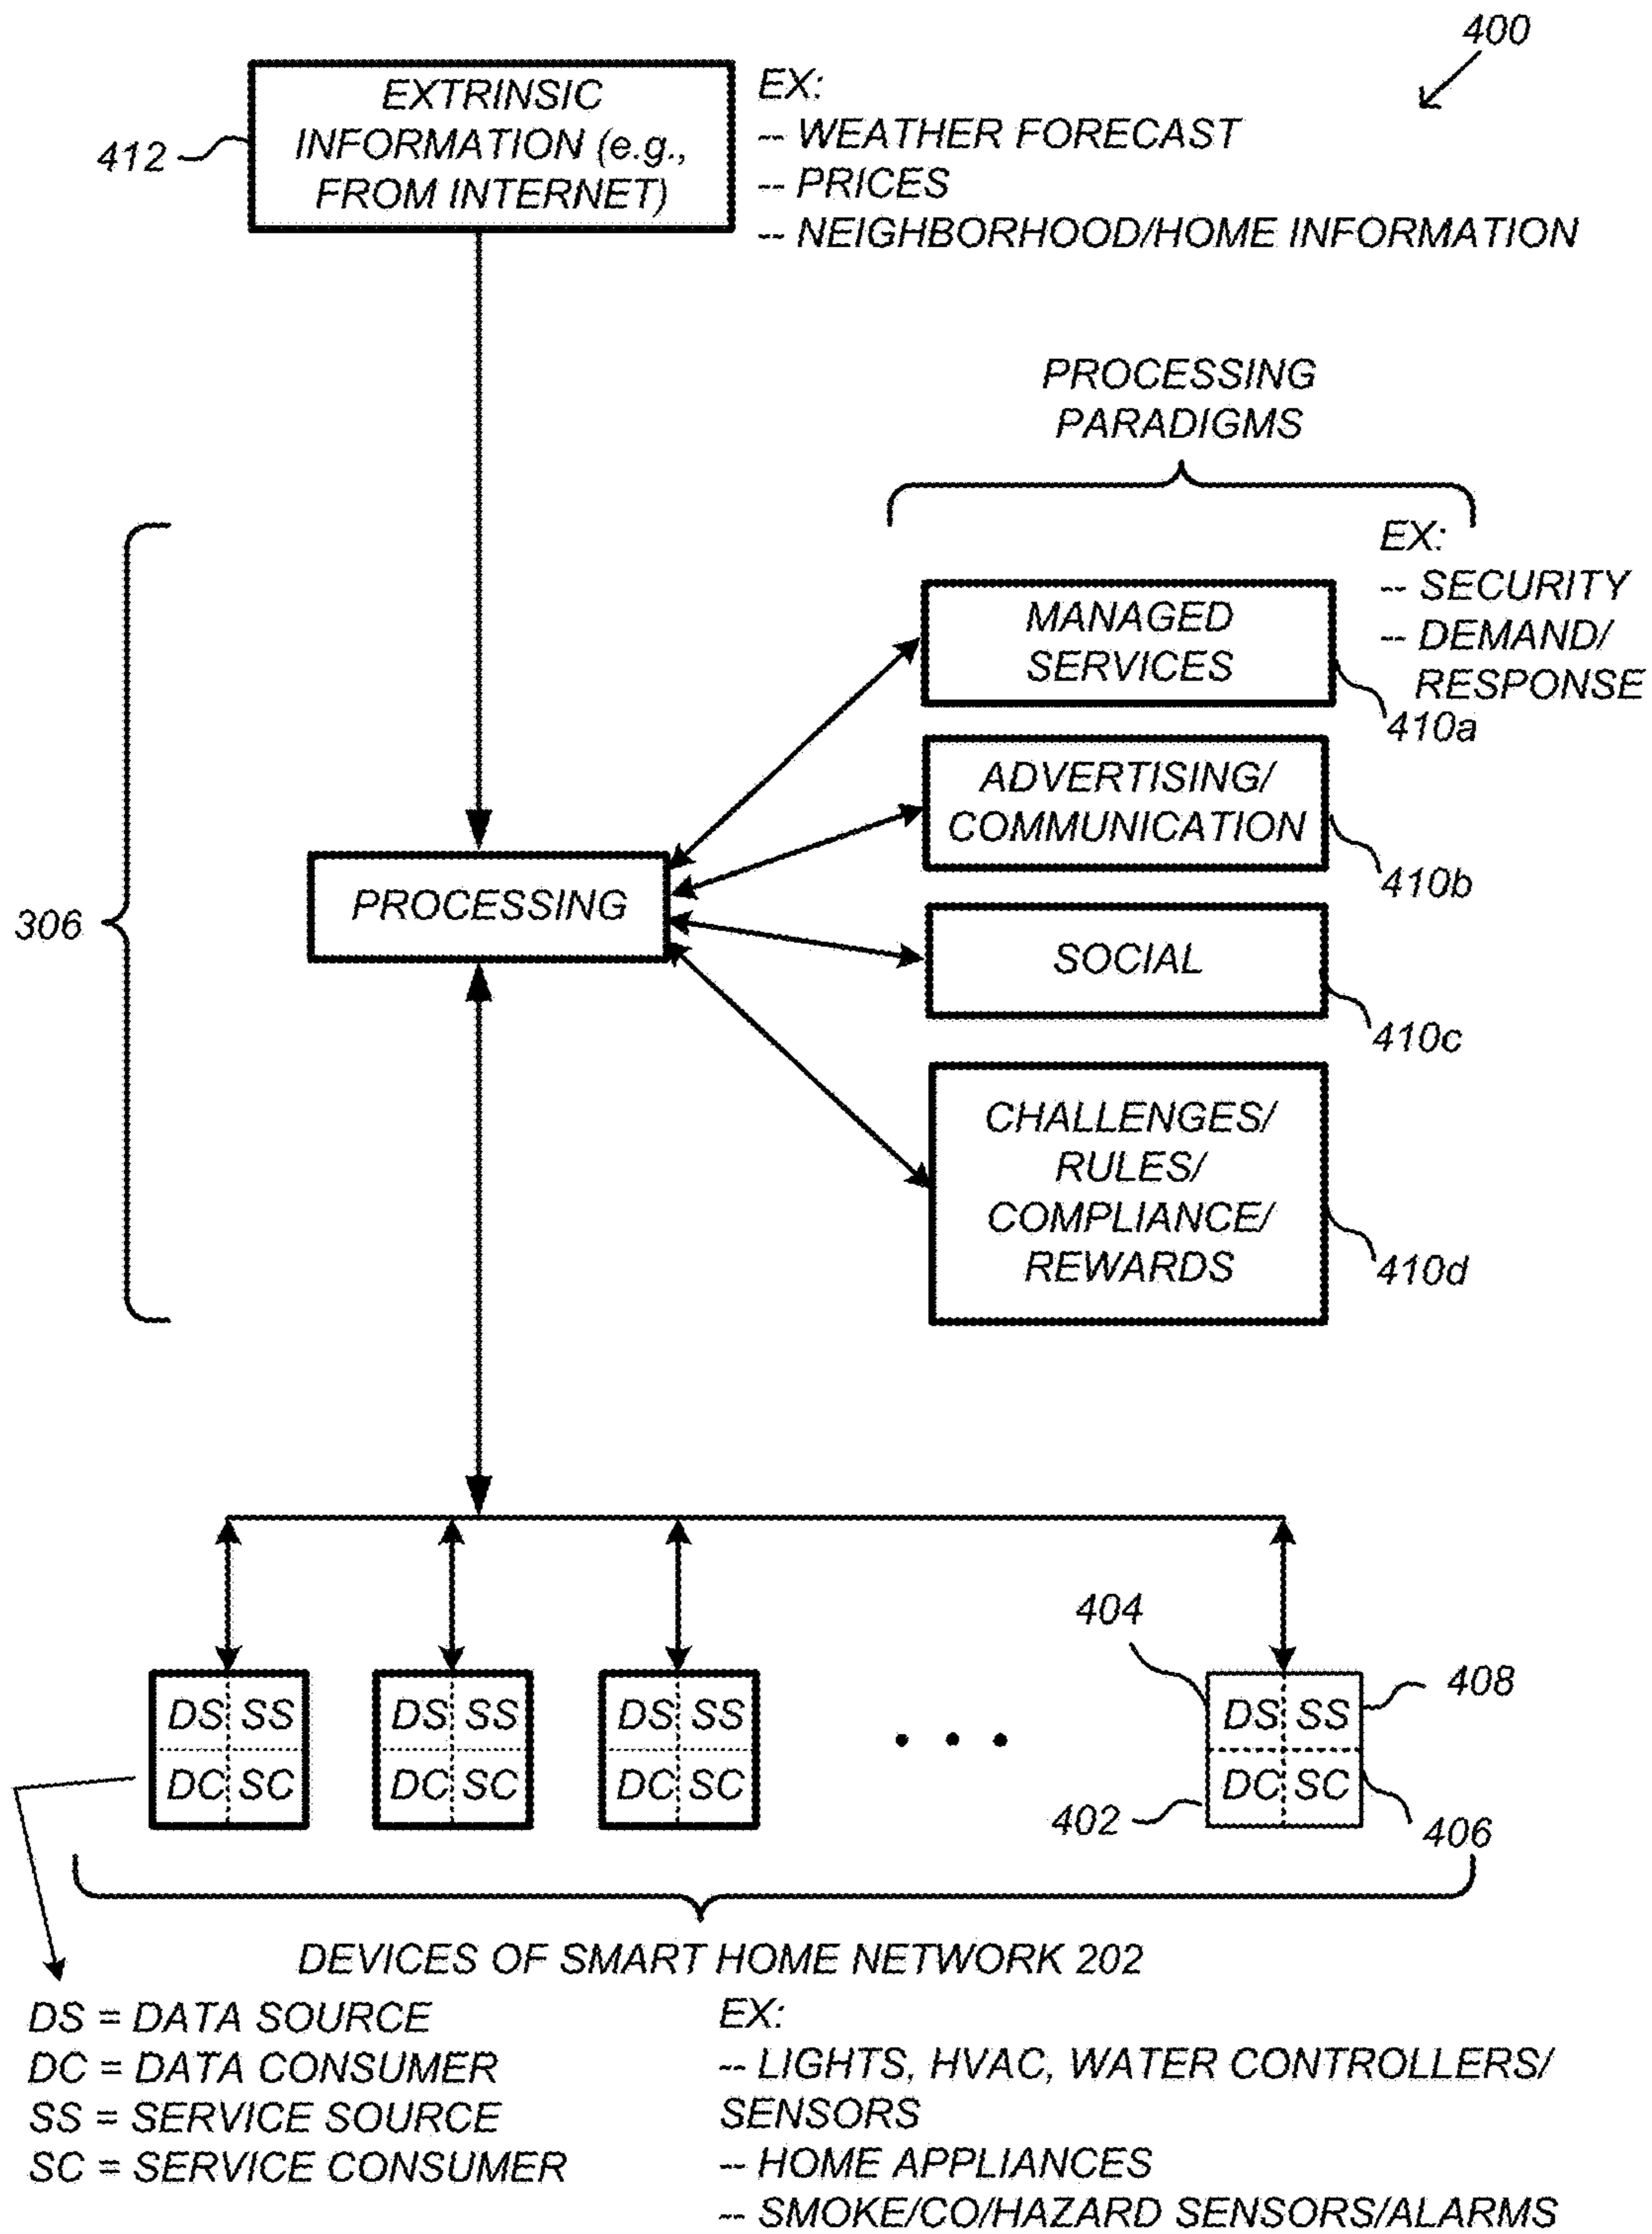 400
EXTRINSIC
INFORMATION (e.g.,
FROM INTERNET)
412
EX:
-- WEATHER FORECAST
-- PRICES
-- NEIGHBORHOOD/HOME INFORMATION
PROCESSING
PARADIGMS
EX:
-- SECURITY
-- DEMAND/
RESPONSE
MANAGED
SERVICES
410a
ADVERTISING/
COMMUNICATION
410b
PROCESSING
306
SOCIAL
410c
CHALLENGES/
RULES/
COMPLIANCE/
REWARDS
410d
404
408
DS SS
DC SC
DS SS
DC SC
DS SS
DC SC
DS SS
DC SC
402
406
DEVICES OF SMART HOME NETWORK 202
DS = DATA SOURCE
DC = DATA CONSUMER
SS = SERVICE SOURCE
SC = SERVICE CONSUMER
EX:
-- LIGHTS, HVAC, WATER CONTROLLERS/
SENSORS
-- HOME APPLIANCES
-- SMOKE/CO/HAZARD SENSORS/ALARMS